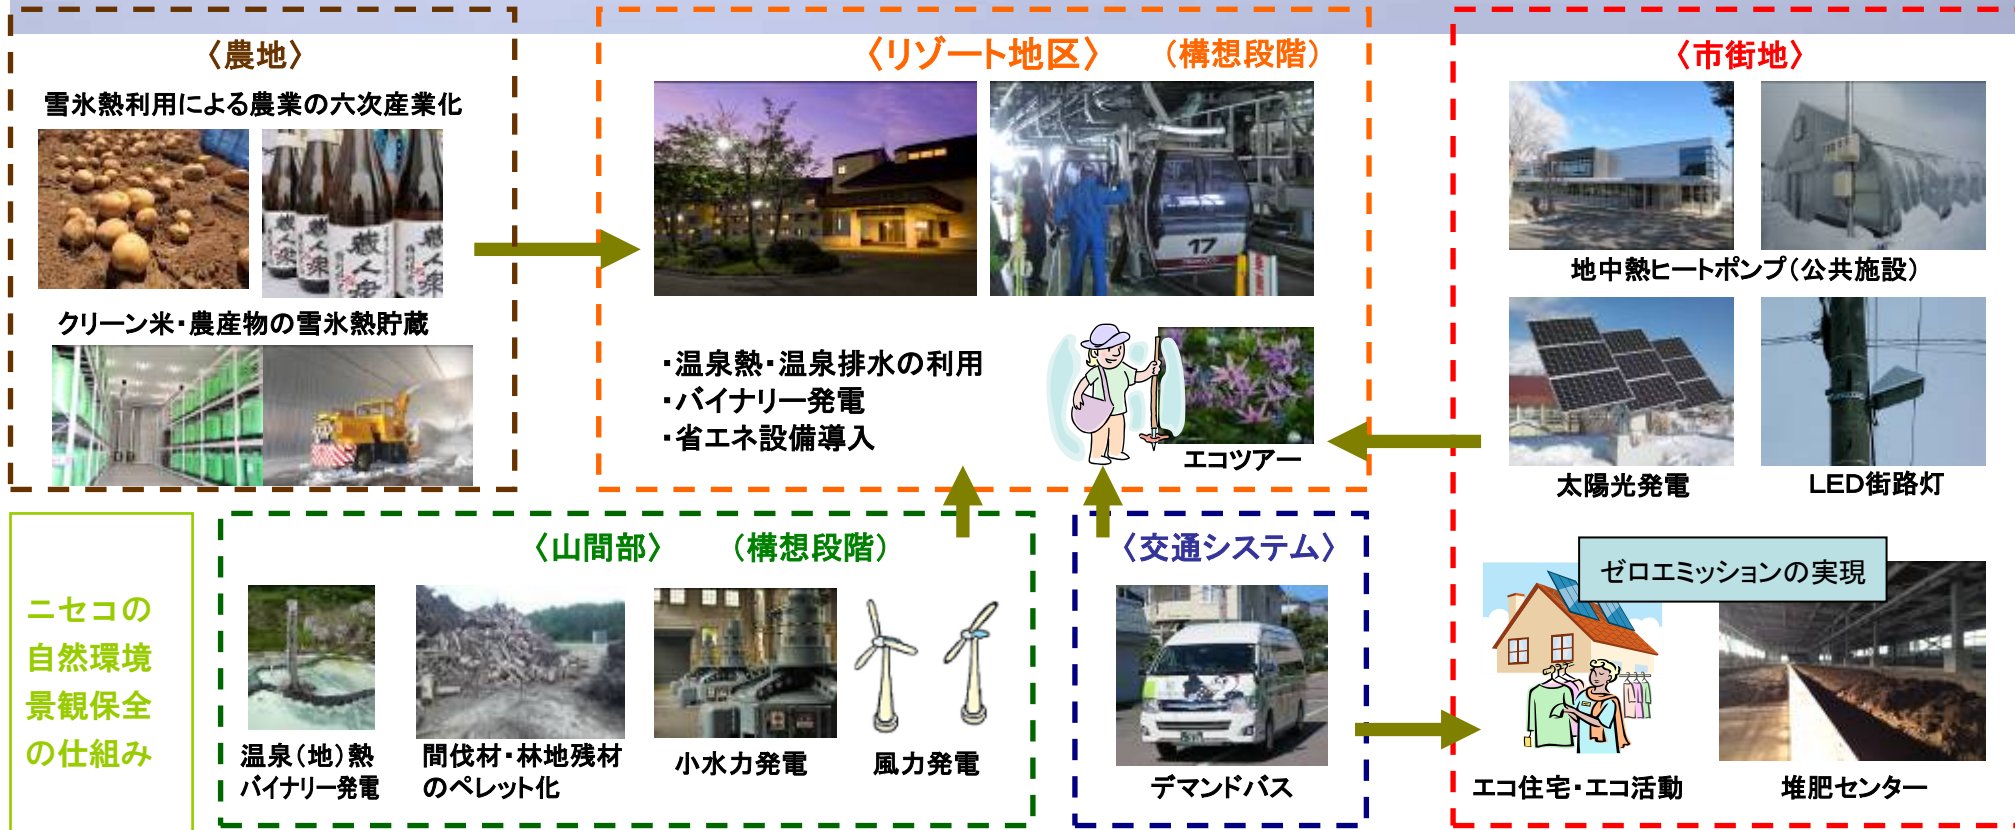 〈農地〉
雪氷熱利用による農業の六次産業化
職人衆
クリーン米・農産物の雪氷熱貯蔵
〈リゾート地区〉 （構想段階）
17
・温泉熱・温泉排水の利用
・バイナリー発電
・省エネ設備導入
エコツアー
〈市街地〉
地中熱ヒートポンプ（公共施設）
太陽光発電
LED街路灯
ゼロエミッションの実現
エコ住宅・エコ活動
堆肥センター
ニセコの
自然環境
景観保全
の仕組み
〈山間部〉 （構想段階）
温泉（地）熱
バイナリー発電
間伐材・林地残材
のペレット化
小水力発電
風力発電
〈交通システム〉
デマンドバス